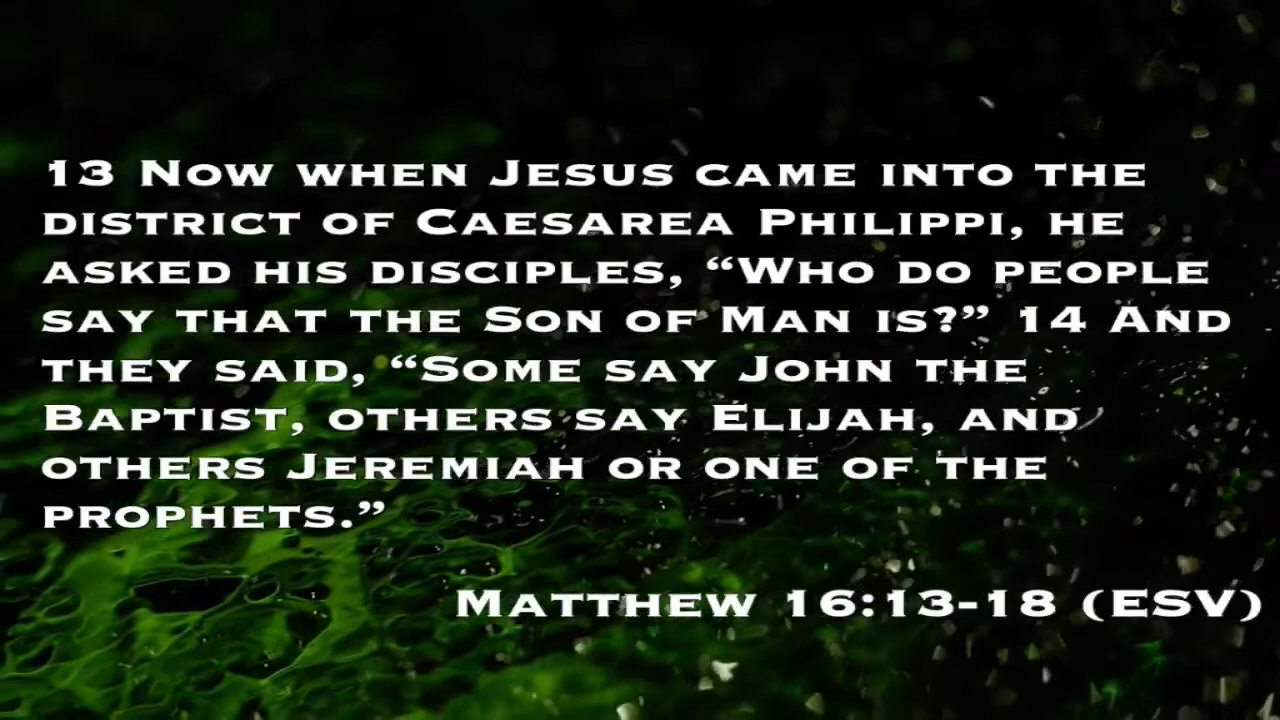 13 Now when Jesus came into the
district of Caesarea Philippi, he
asked his disciples, “Who do people
say that the Son of Man is?” 14 And
they said, “Some say John the
Baptist, others say Elijah, and
others Jeremiah or one of the
prophets.”
Matthew 16:13-18 (ESV)